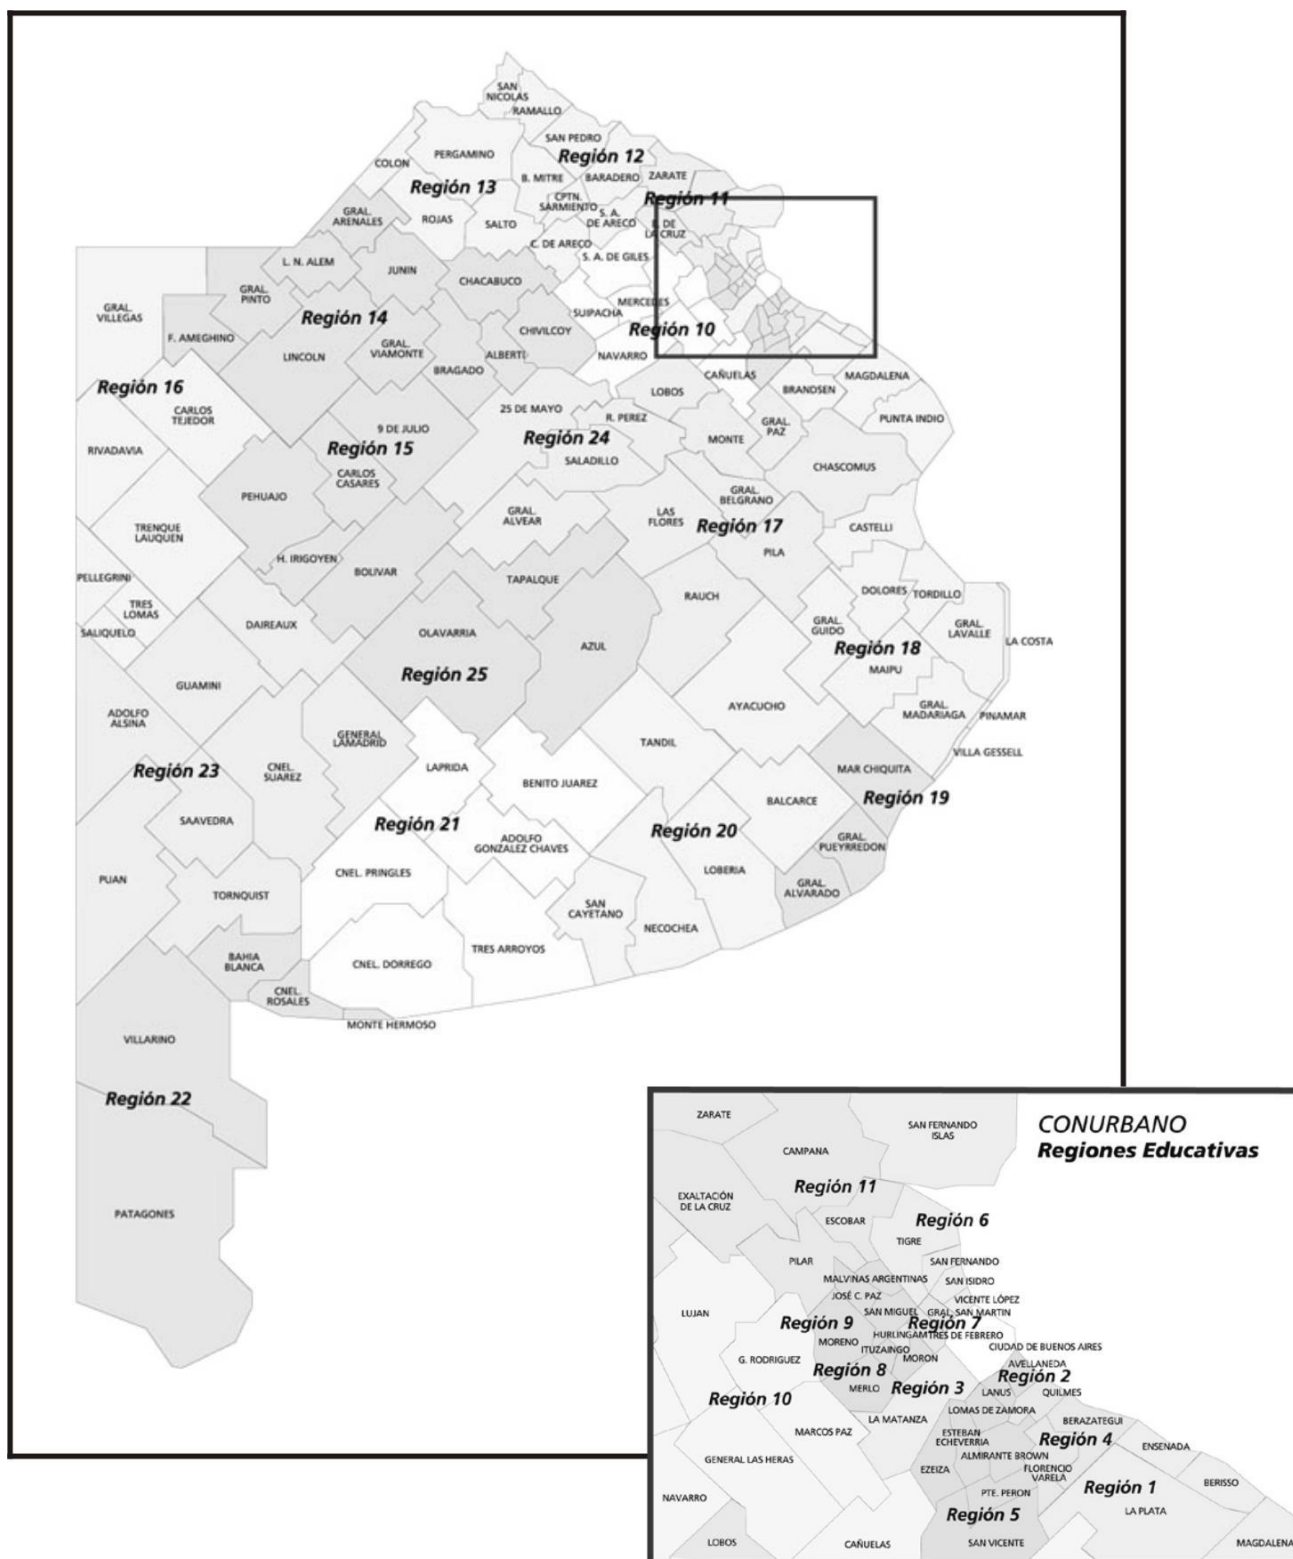 SAN
NICOLAS
RAMALLO
SAN PEDRO
Región 12
COLON
PERGAMINO
B. MITRE
BARADERO
ZARATE
Región 13
CPTN.
SARMIENTO
Región 11
GRAL.
ARENALES
ROJAS
SALTO
S. A.
DE ARECO
E. DE
LA CRUZ
C. DE ARECO
S. A. DE GILES
L. N. ALEM
JUNIN
CHACABUCO
GRAL.
PINTO
GRAL.
VILLEGAS
MERCEDES
SUIPACHA
Región 14
CHIVILCOY
Región 10
F. AMEGHINO
LINCOLN
GRAL.
VIAMONTE
ALBERTI
NAVARRO
BRAGADO
CAÑUELAS
MAGDALENA
Región 16
LOBOS
BRANDSEN
CARLOS
TEJEDOR
25 DE MAYO
R. PEREZ
PUNTA INDIO
9 DE JULIO
GRAL.
PAZ
Región 24
MONTE
RIVADAVIA
Región 15
SALADILLO
CHASCOMUS
CARLOS
CASARES
PEHUAJO
GRAL.
BELGRANO
GRAL.
ALVEAR
LAS
FLORES
Región 17
CASTELLI
TRENQUE
LAUQUEN
H. IRIGOYEN
PILA
BOLIVAR
PELLEGRINI
TAPALQUE
DOLORES
TORDILLO
RAUCH
TRES
LOMAS
DAIREAUX
GRAL.
GUIDO
GRAL.
LAVALLE
SALIQUELO
OLAVARRIA
AZUL
LA COSTA
Región 18
Región 25
MAIPU
GUAMINI
AYACUCHO
GRAL.
MADARIAGA
PINAMAR
ADOLFO
ALSINA
GENERAL
LAMADRID
TANDIL
VILLA GESSELL
Región 23
CNEL.
SUAREZ
LAPRIDA
BENITO JUAREZ
MAR CHIQUITA
BALCARCE
Región 19
SAAVEDRA
Región 21
Región 20
ADOLFO
GONZALEZ CHAVES
GRAL.
PUEYRREDON
PUAN
CNEL. PRINGLES
LOBERIA
GRAL.
ALVARADO
TORNQUIST
SAN
CAYETANO
NECOCHEA
TRES ARROYOS
BAHIA
BLANCA
CNEL. DORREGO
CNEL.
ROSALES
MONTE HERMOSO
VILLARINO
Región 22
PATAGONES
CONURBANO
Regiones Educativas
ZARATE
SAN FERNANDO
ISLAS
CAMPANA
Región 11
EXALTACIÓN
DE LA CRUZ
ESCOBAR
Región 6
TIGRE
PILAR
SAN FERNANDO
MALVINAS ARGENTINAS
SAN ISIDRO
JOSÉ C. PAZ
VICENTE LÓPEZ
LUJAN
SAN MIGUEL
GRAL. SAN MARTIN
Región 9
Región 7
HURLINGAM
TRES DE FEBRERO
MORENO
ITUZAINGO
CIUDAD DE BUENOS AIRES
G. RODRIGUEZ
MORON
AVELLANEDA
Región 8
Región 2
MERLO
Región 3
LANUS
QUILMES
Región 10
LOMAS DE ZAMORA
LA MATANZA
BERAZATEGUI
MARCOS PAZ
ESTEBAN
ECHEVERRIA
Región 4
ENSENADA
GENERAL LAS HERAS
ALMIRANTE BROWN
EZEIZA
FLORENCIO
VARELA
BERISSO
NAVARRO
PTE. PERON
Región 1
Región 5
LA PLATA
LOBOS
CAÑUELAS
SAN VICENTE
MAGDALENA